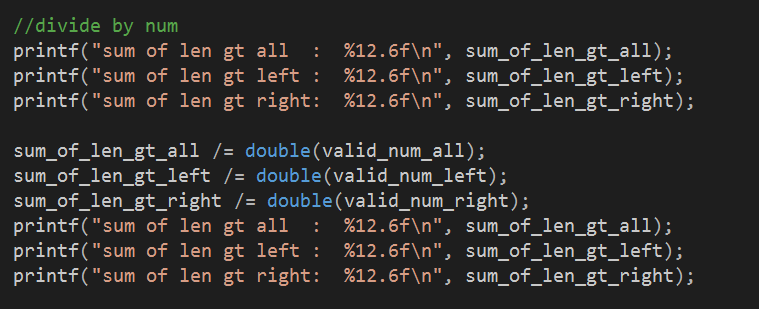 //divide by num
printf("sum of len gt all  :  %12.6f\n", sum_of_len_gt_all);
printf("sum of len gt left :  %12.6f\n", sum_of_len_gt_left);
printf("sum of len gt right:  %12.6f\n", sum_of_len_gt_right);

sum_of_len_gt_all /= double(valid_num_all);
sum_of_len_gt_left /= double(valid_num_left);
sum_of_len_gt_right /= double(valid_num_right);
printf("sum of len gt all  :  %12.6f\n", sum_of_len_gt_all);
printf("sum of len gt left :  %12.6f\n", sum_of_len_gt_left);
printf("sum of len gt right:  %12.6f\n", sum_of_len_gt_right);